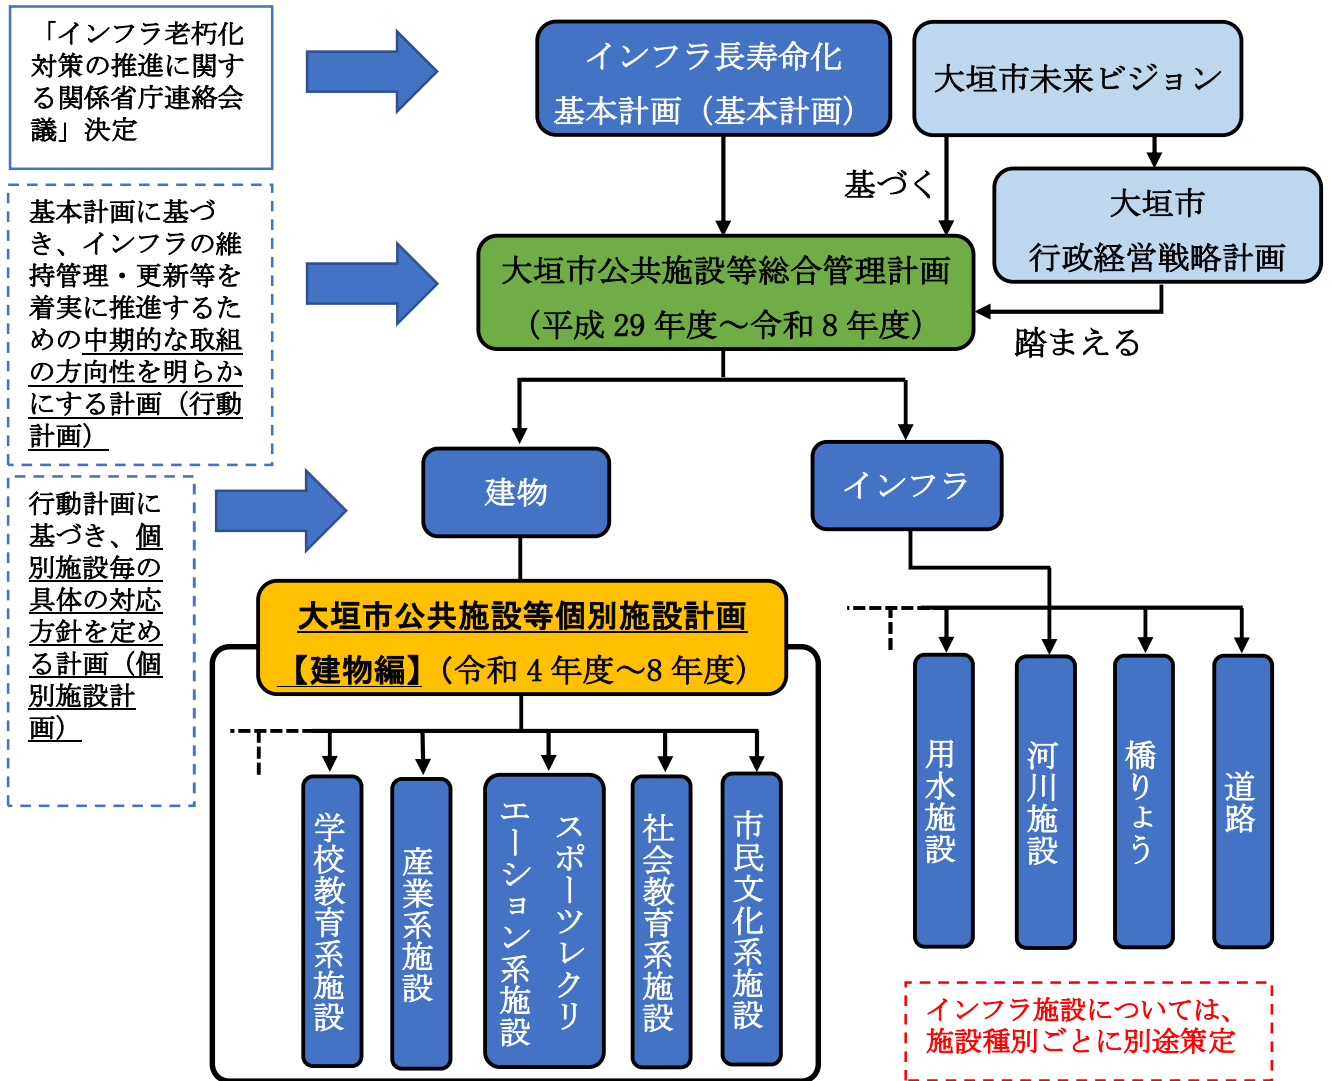 「インフラ老朽化
対策の推進に関す
る関係省庁連絡会
議」決定
インフラ長寿命化
基本計画（基本計画）
大垣市未来ビジョン
基づく
大垣市
行政経営戦略計画
基本計画に基づ
き、インフラの維
持管理・更新等を
着実に推進するた
めの中期的な取組
の方向性を明らか
にする計画（行動
計画）
大垣市公共施設等総合管理計画
（平成 29 年度～令和 8 年度）
踏まえる
建物
インフラ
行動計画に
基づき、個
別施設毎の
具体の対応
方針を定め
る計画（個
別施設計
画）
大垣市公共施設等個別施設計画
【建物編】（令和 4 年度～8 年度）
学校教育系施設
産業系施設
スポーツレクリ
エーション系施設
社会教育系施設
市民文化系施設
用水施設
河川施設
橋りょう
道路
インフラ施設については、
施設種別ごとに別途策定